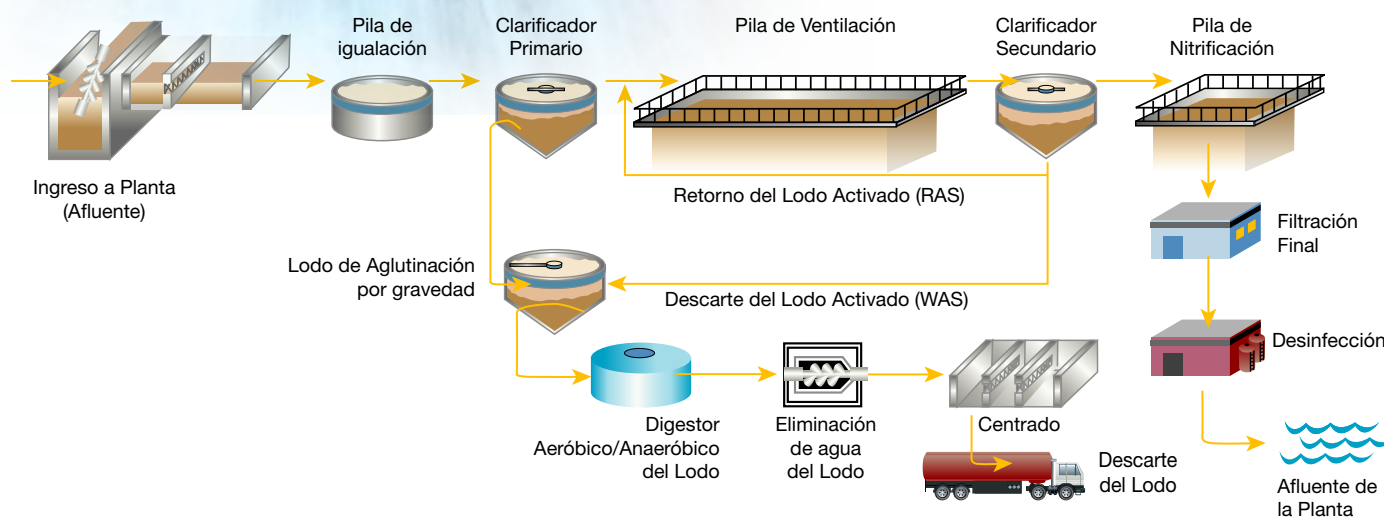 Pila de
igualación
Clarificador
Primario
Pila de Ventilación
Clarificador
Secundario
Pila de
Nitrificación
Ingreso a Planta
(Afluente)
Retorno del Lodo Activado (RAS)
Filtración
Final
Lodo de Aglutinación
por gravedad
Descarte del Lodo Activado (WAS)
Desinfección
Digestor
Aeróbico/Anaeróbico
del Lodo
Eliminación
de agua
del Lodo
Centrado
Descarte
del Lodo
Afluente de
la Planta